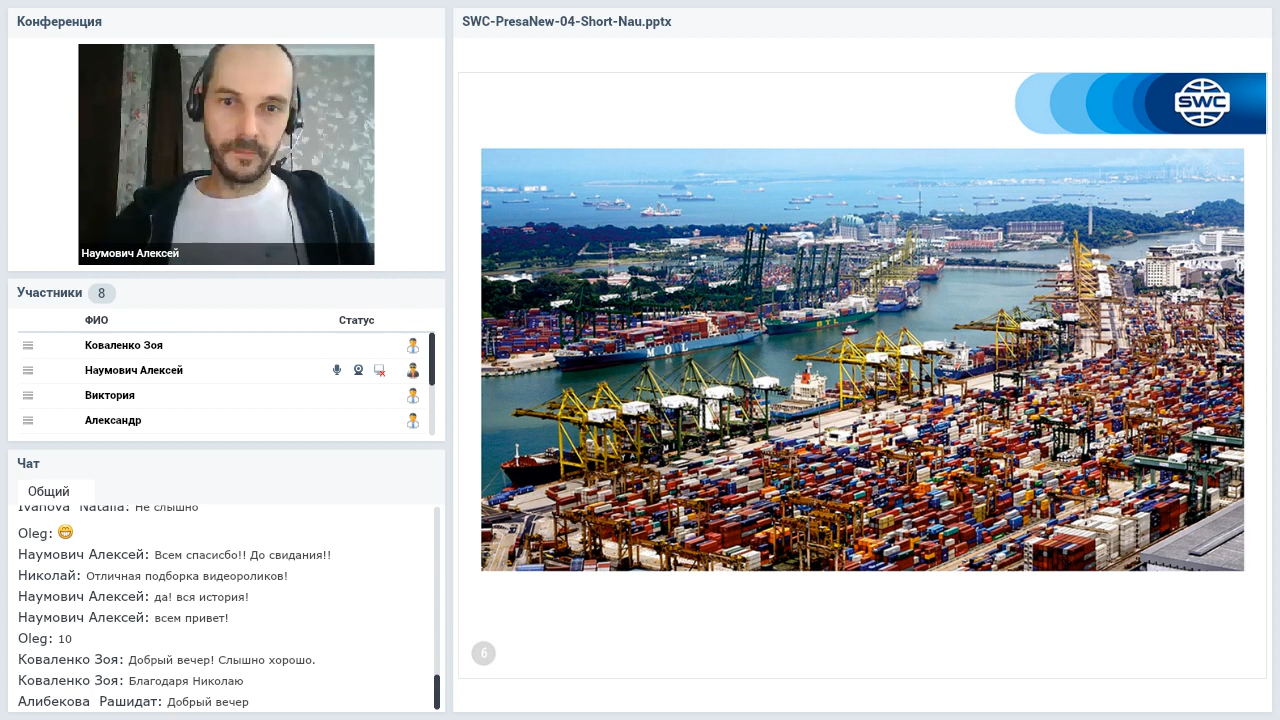 Конференция
Наумович Алексей
Участники 8
ФИО Статус
Коваленко Зоя
Наумович Алексей
Виктория
Александр
Чат
Общий
Ivanova Natalia: Не слышно
Oleg:
Наумович Алексей: Всем спасисбо!! До свидания!!
Николай: Отличная подборка видеороликов!
Наумович Алексей: да! вся история!
Наумович Алексей: всем привет!
Oleg: 10
Коваленко Зоя: Добрый вечер! Слышно хорошо.
Коваленко Зоя: Благодаря Николаю
Алибекова Рашидат: Добрый вечер
SWC-PresaNew-04-Short-Nau.pptx
SWC
MOL
6